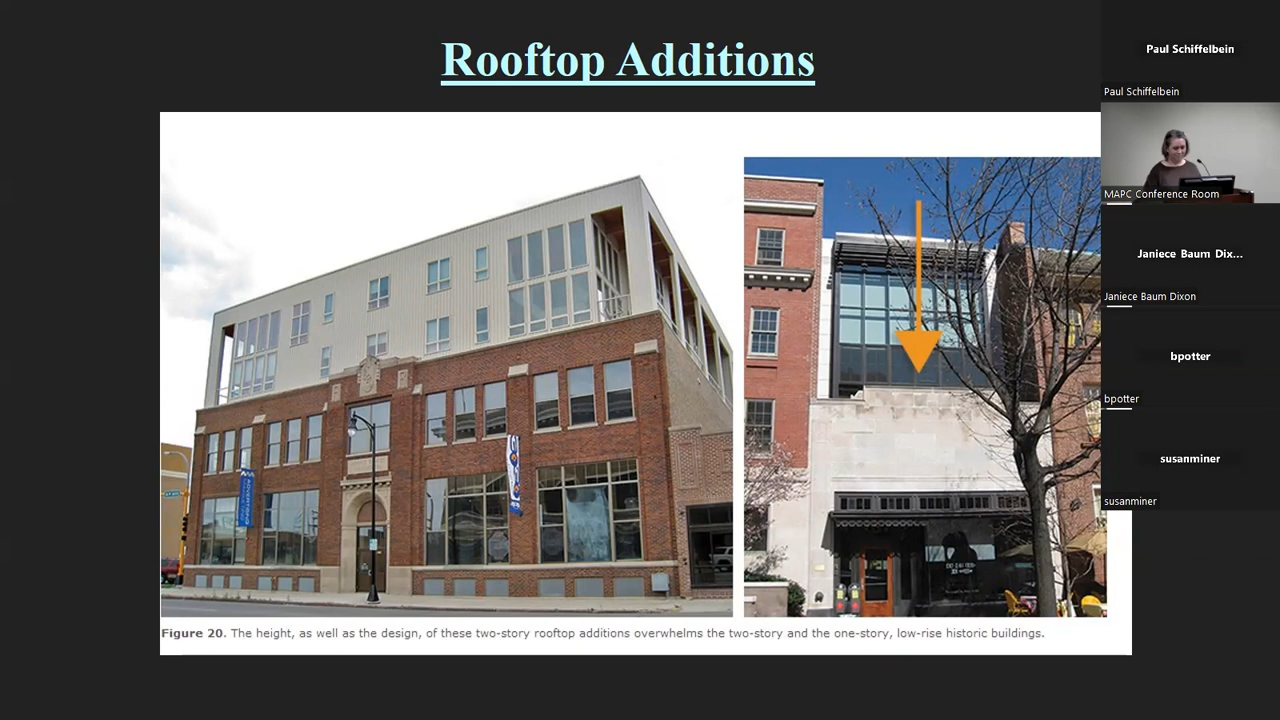 Rooftop Additions
Figure 20. The height, as well as the design, of these two-story rooftop additions overwhelms the two-story and the one-story, low-rise historic buildings.
Paul Schiffelbein
Paul Schiffelbein
MAPC Conference Room
Janiece Baum Dix...
Janiece Baum Dixon
bpotter
bpotter
susanminer
susanminer